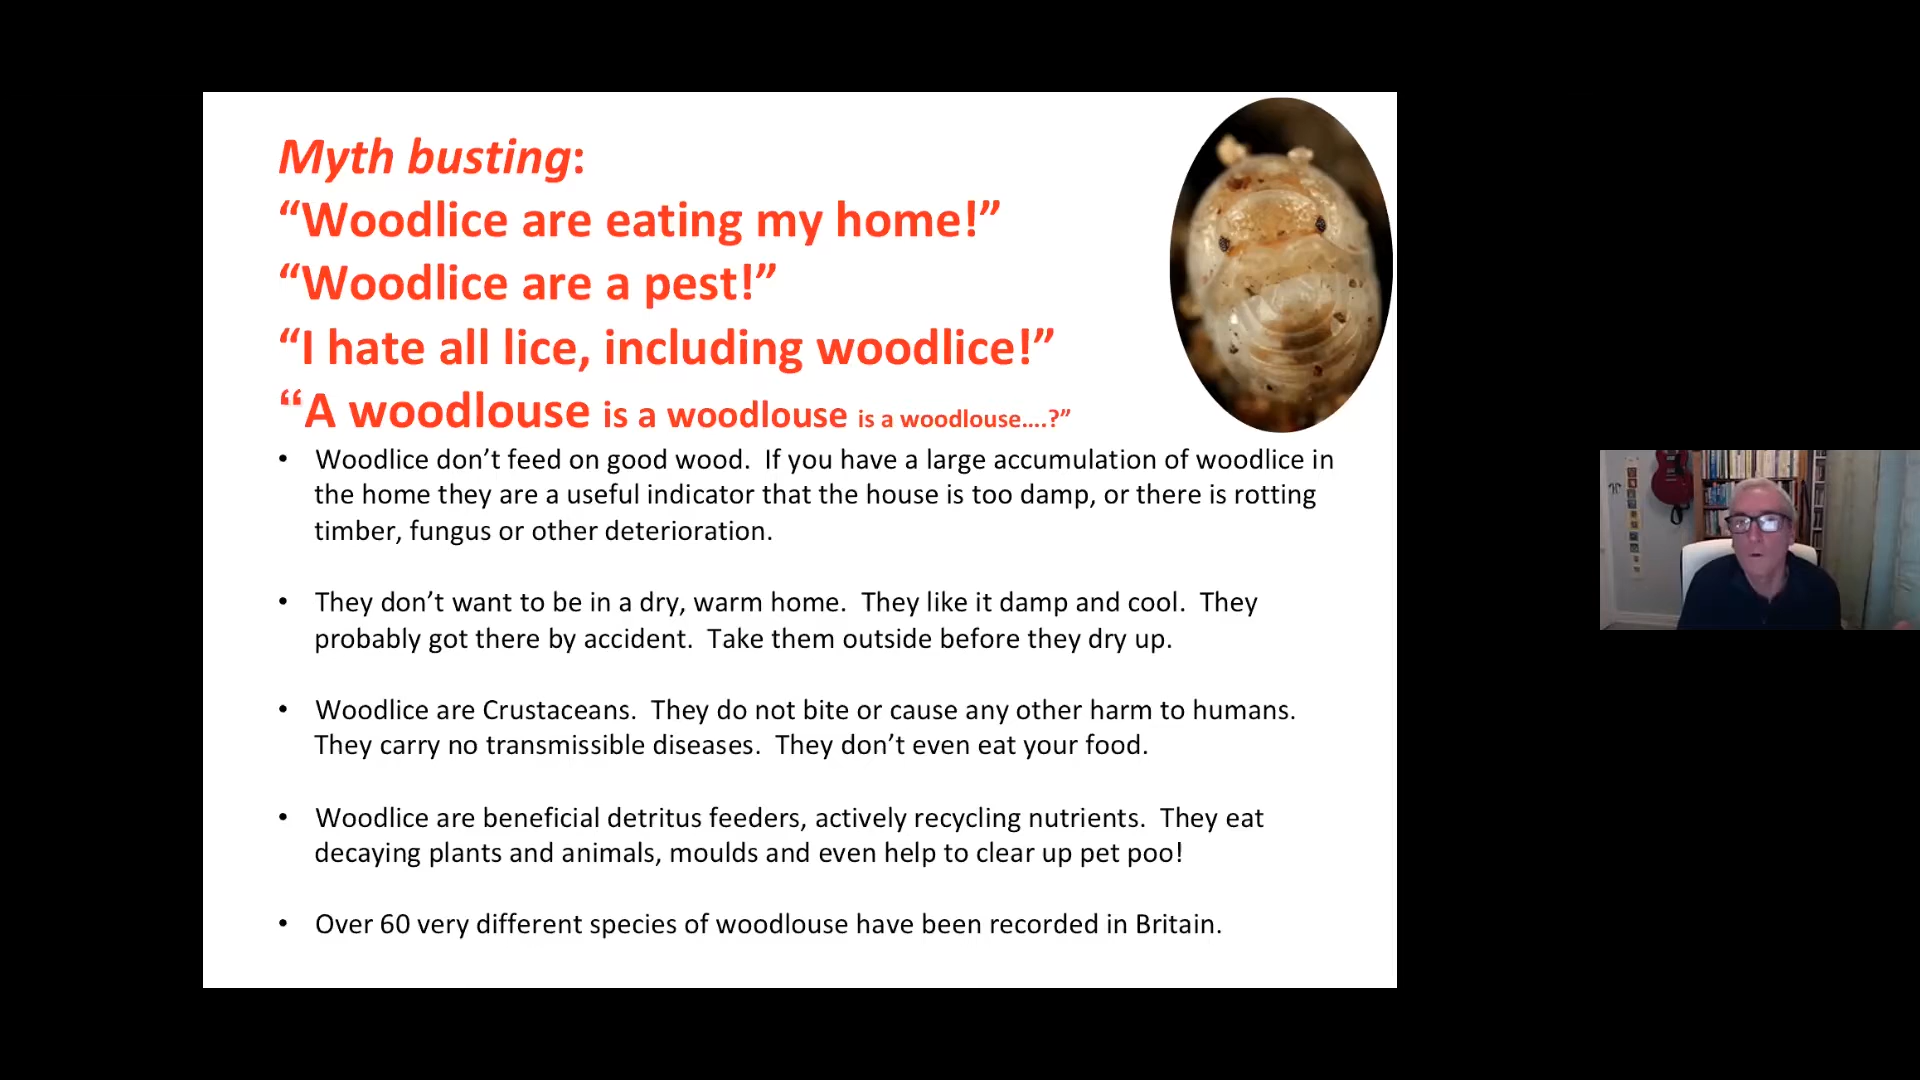 Myth busting:
“Woodlice are eating my home!”
“Woodlice are a pest!”
“I hate all lice, including woodlice!”
“A woodlouse is a woodlouse is a woodlouse....?”
• Woodlice don’t feed on good wood.  If you have a large accumulation of woodlice in
the home they are a useful indicator that the house is too damp, or there is rotting
timber, fungus or other deterioration.
• They don’t want to be in a dry, warm home.  They like it damp and cool.  They
probably got there by accident.  Take them outside before they dry up.
• Woodlice are Crustaceans.  They do not bite or cause any other harm to humans.
They carry no transmissible diseases.  They don’t even eat your food.
• Woodlice are beneficial detritus feeders, actively recycling nutrients.  They eat
decaying plants and animals, moulds and even help to clear up pet poo!
• Over 60 very different species of woodlouse have been recorded in Britain.